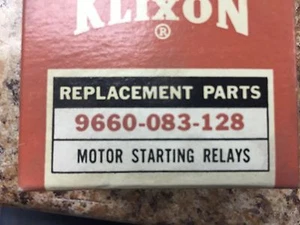 KLIXON
®
REPLACEMENT PARTS
9660-083-128
MOTOR STARTING RELAYS